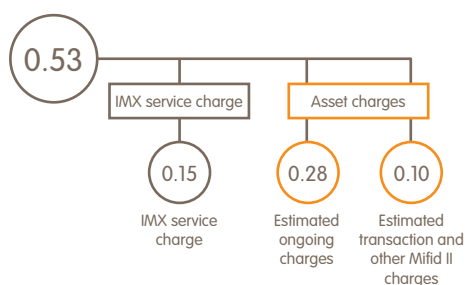 0.53
IMX service charge
Asset charges
0.15
0.28
0.10
IMX service
charge
Estimated
ongoing
charges
Estimated
transaction and
other Mifid II
charges